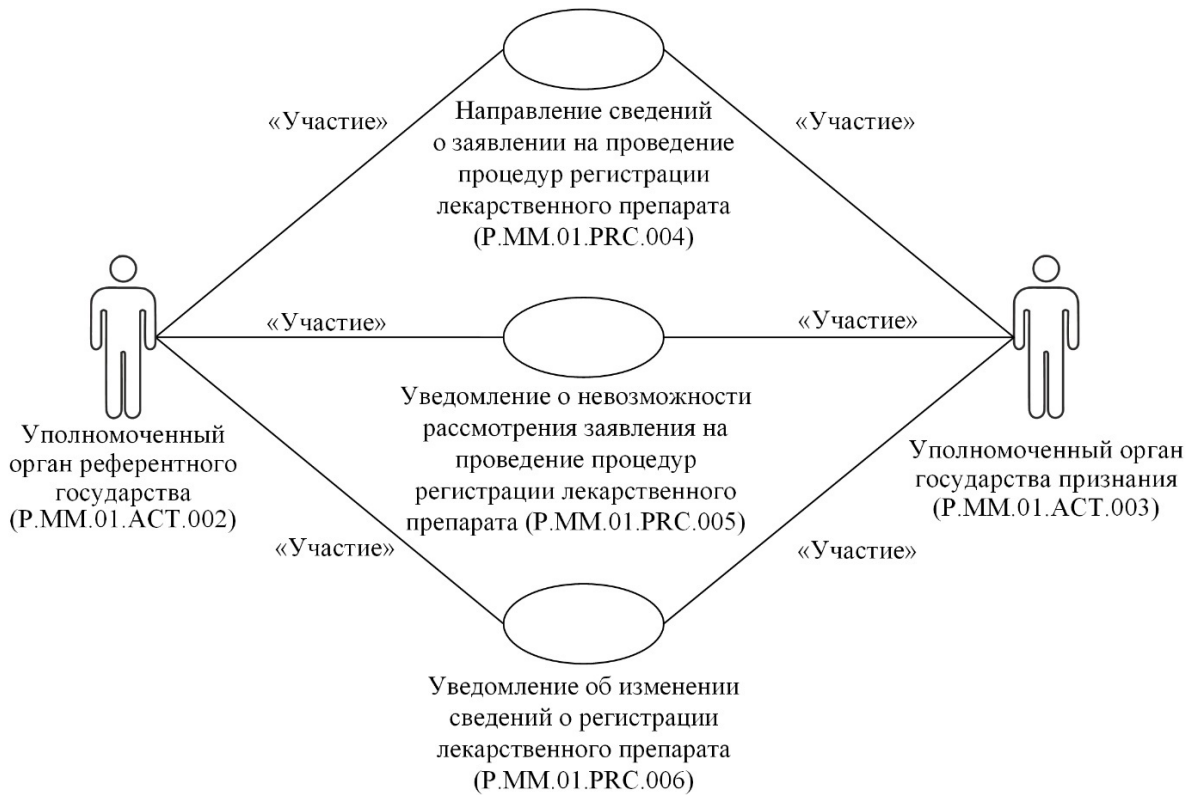 «Участие»
«Участие»
Направление сведений
о заявлении на проведение
процедур регистрации
лекарственного препарата
(P.MM.01.PRC.004)
«Участие»
«Участие»
Уполномоченный
орган референтного
государства
(P.MM.01.ACT.002)
Уведомление о невозможности
рассмотрения заявления на
проведение процедур
регистрации лекарственного
препарата (P.MM.01.PRC.005)
Уполномоченный орган
государства признания
(P.MM.01.ACT.003)
«Участие»
«Участие»
Уведомление об изменении
сведений о регистрации
лекарственного препарата
(P.MM.01.PRC.006)